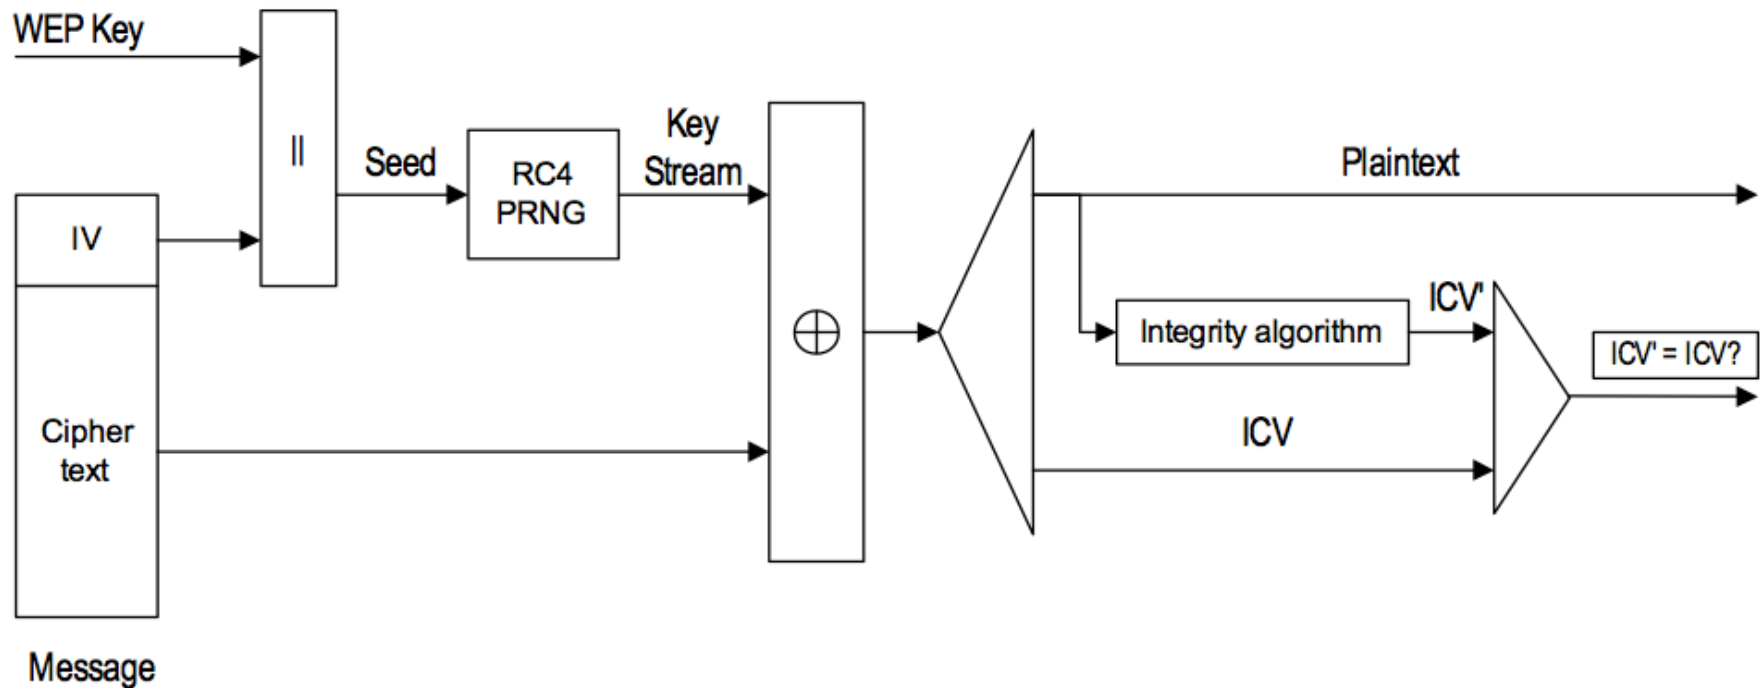 WEP Key
||
Seed
RC4
PRNG
Key
Stream
IV
Cipher
text
Message
⊕
Plaintext
Integrity algorithm
ICV'
ICV' = ICV?
ICV